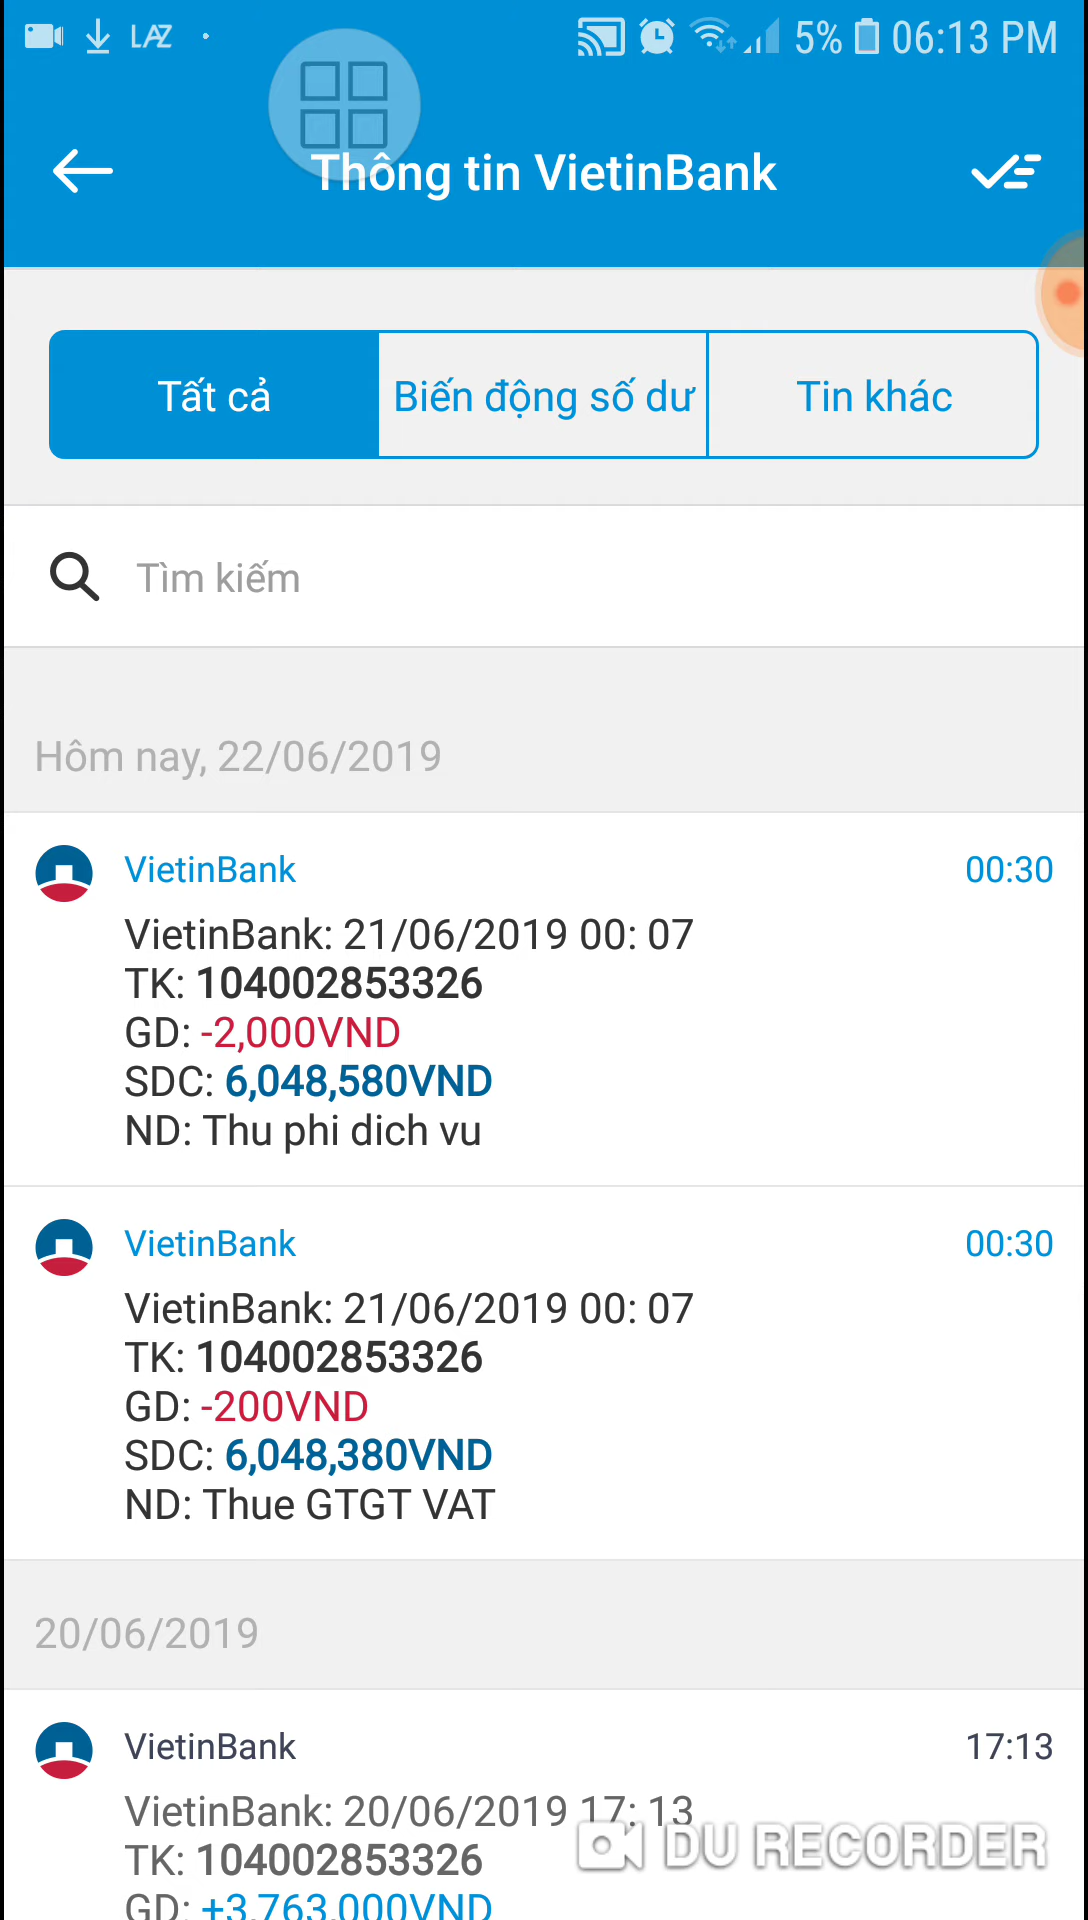 LAZ 5% 06:13 PM
Thông tin VietinBank
Tất cả Biến động số dư Tin khác
Tìm kiếm
Hôm nay, 22/06/2019
VietinBank 00:30
VietinBank: 21/06/2019 00: 07
TK: 104002853326
GD: -2,000VND
SDC: 6,048,580VND
ND: Thu phi dich vu
VietinBank 00:30
VietinBank: 21/06/2019 00: 07
TK: 104002853326
GD: -200VND
SDC: 6,048,380VND
ND: Thue GTGT VAT
20/06/2019
VietinBank 17:13
VietinBank: 20/06/2019 17: 13
DU RECORDER
TK: 104002853326
GD: +3,763,000VND